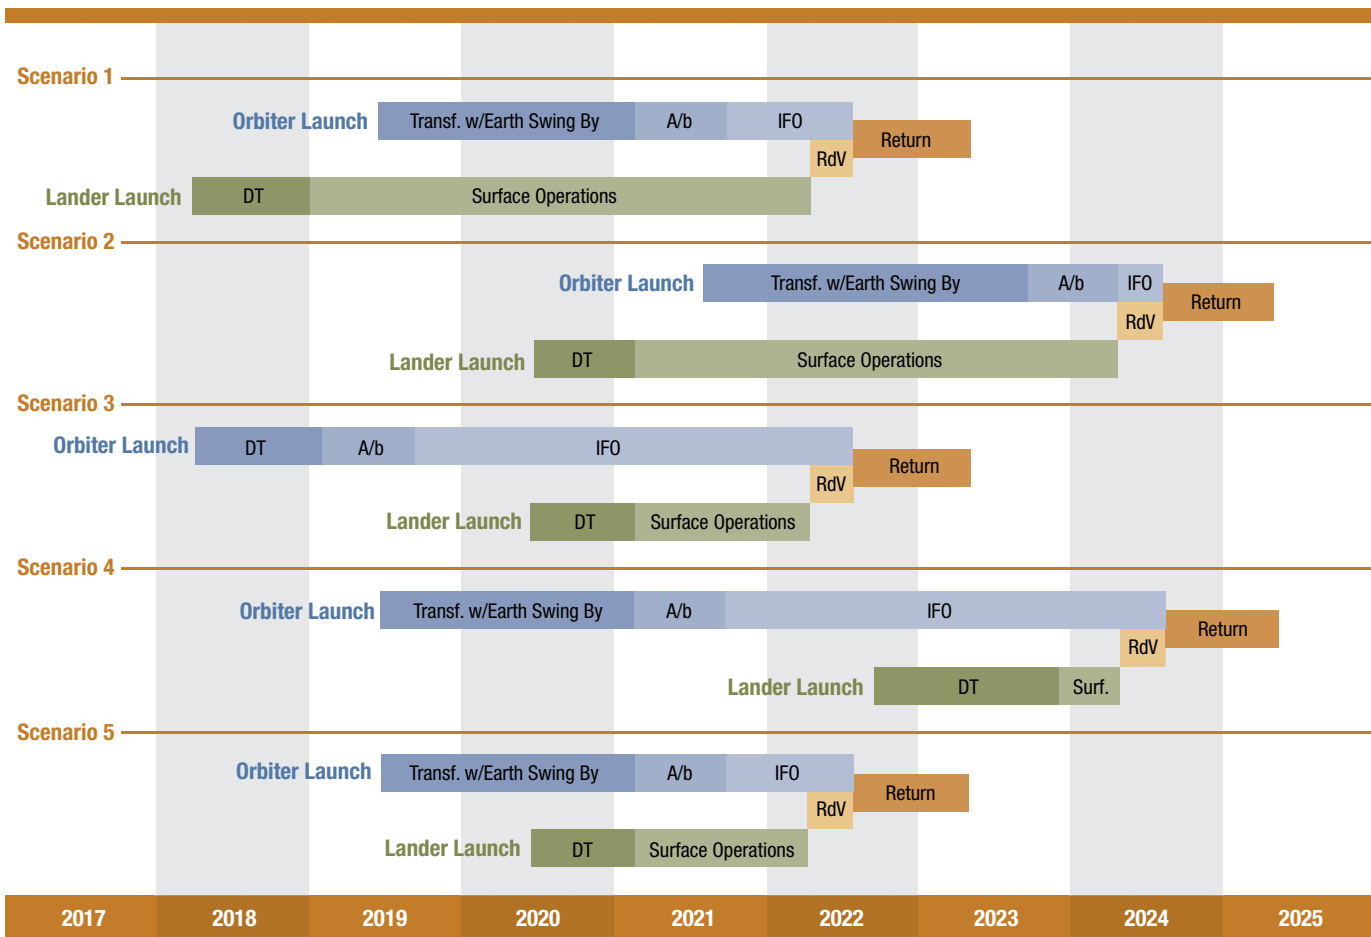 Scenario 1
Orbiter Launch Transf. w/Earth Swing By A/b IFO
Return
RdV
Lander Launch DT Surface Operations
Scenario 2
Orbiter Launch Transf. w/Earth Swing By A/b IFO
Return
RdV
Lander Launch DT Surface Operations
Scenario 3
Orbiter Launch DT A/b IFO
Return
RdV
Lander Launch DT Surface Operations
Scenario 4
Orbiter Launch Transf. w/Earth Swing By A/b IFO
Return
RdV
Lander Launch DT Surf.
Scenario 5
Orbiter Launch Transf. w/Earth Swing By A/b IFO
Return
RdV
Lander Launch DT Surface Operations
2017 2018 2019 2020 2021 2022 2023 2024 2025